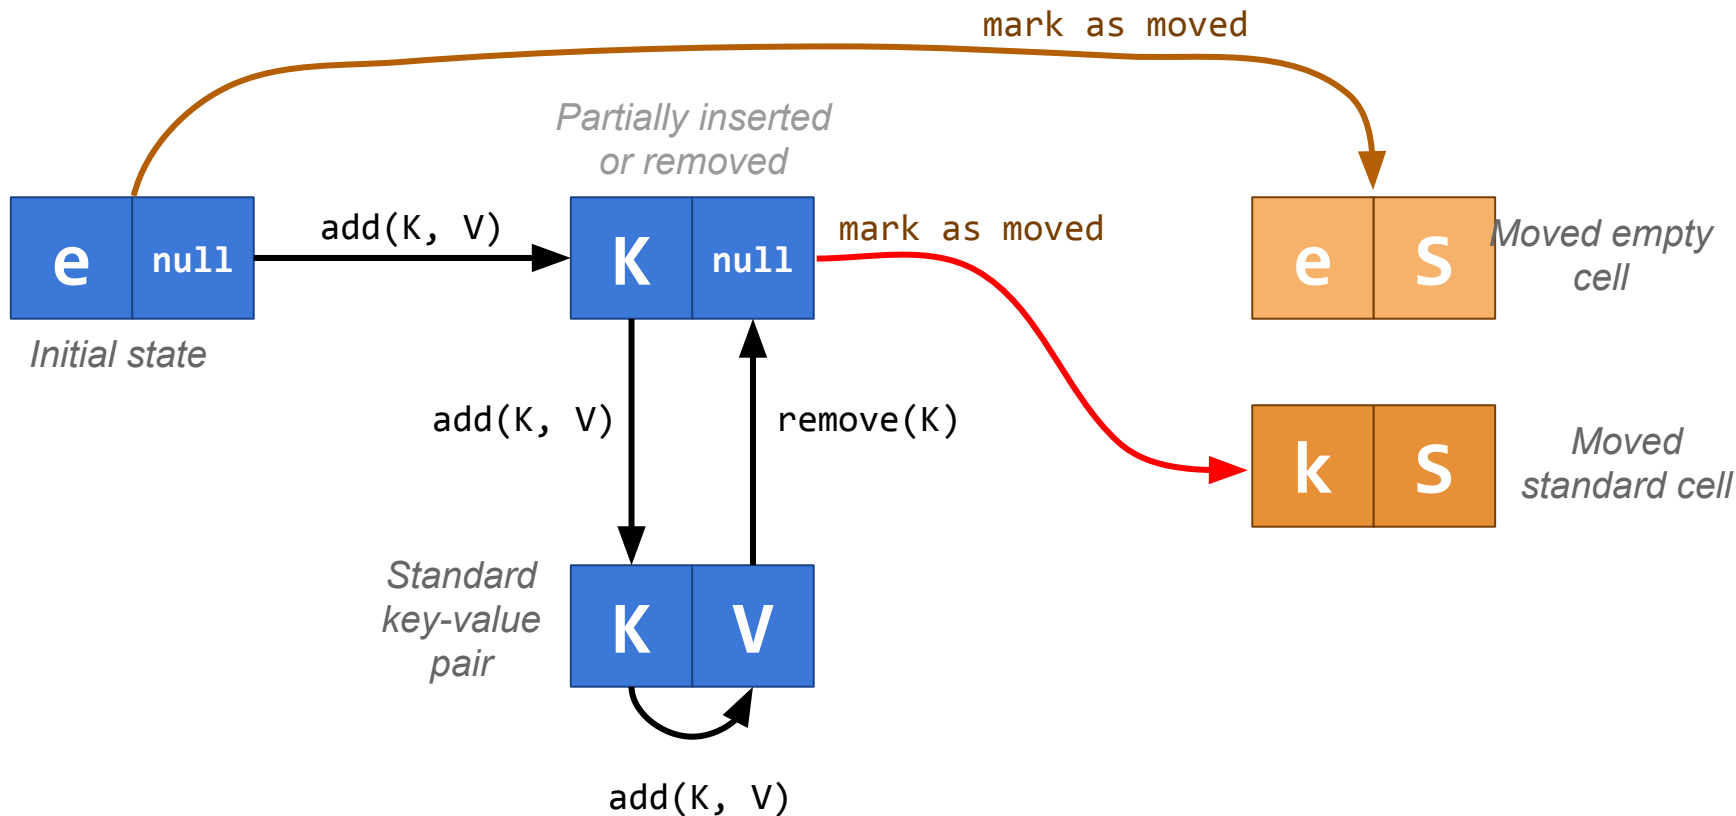 mark as moved
Partially inserted
or removed
e null
add(K, V)
K null
mark as moved
e S
Moved empty
cell
Initial state
add(K, V)
remove(K)
k S
Moved
standard cell
Standard
key-value
pair
K V
add(K, V)